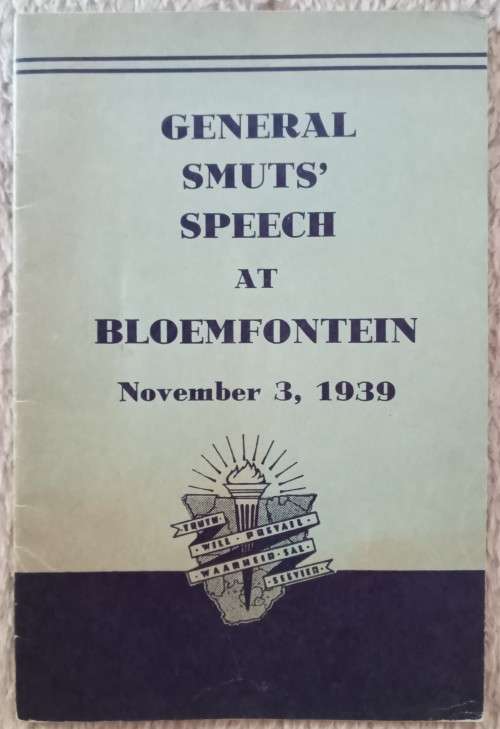 GENERAL
SMUTS'
SPEECH
AT
BLOEMFONTEIN
November 3, 1939
TRUTH
· WILL · PREVAIL ·
· WAARHEID · SAL ·
· SEEVIER ·